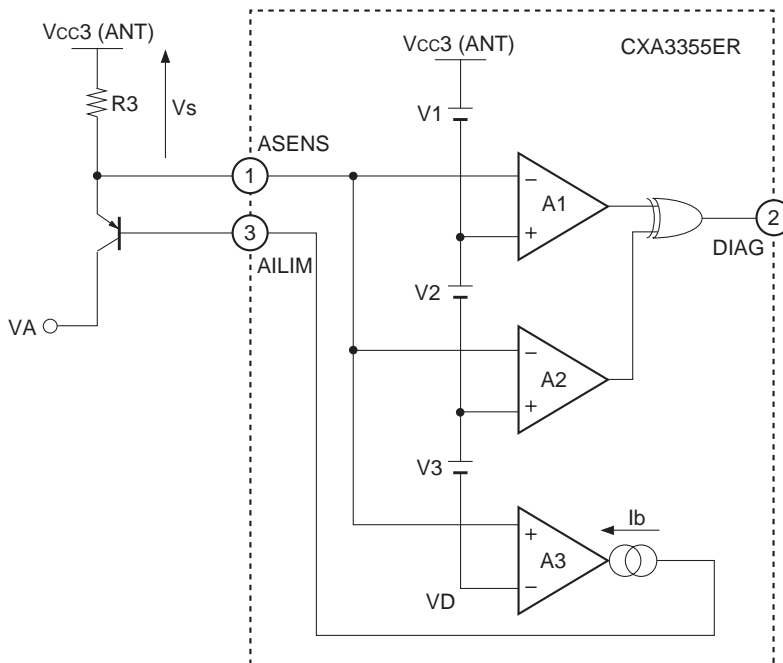 Vcc3 (ANT)
Vcc3 (ANT)
CXA3355ER
R3
Vs
V1
ASENS
1
−
A1
+
3
AILIM
2
DIAG
V2
VA
−
A2
+
V3
Ib
+
A3
−
VD